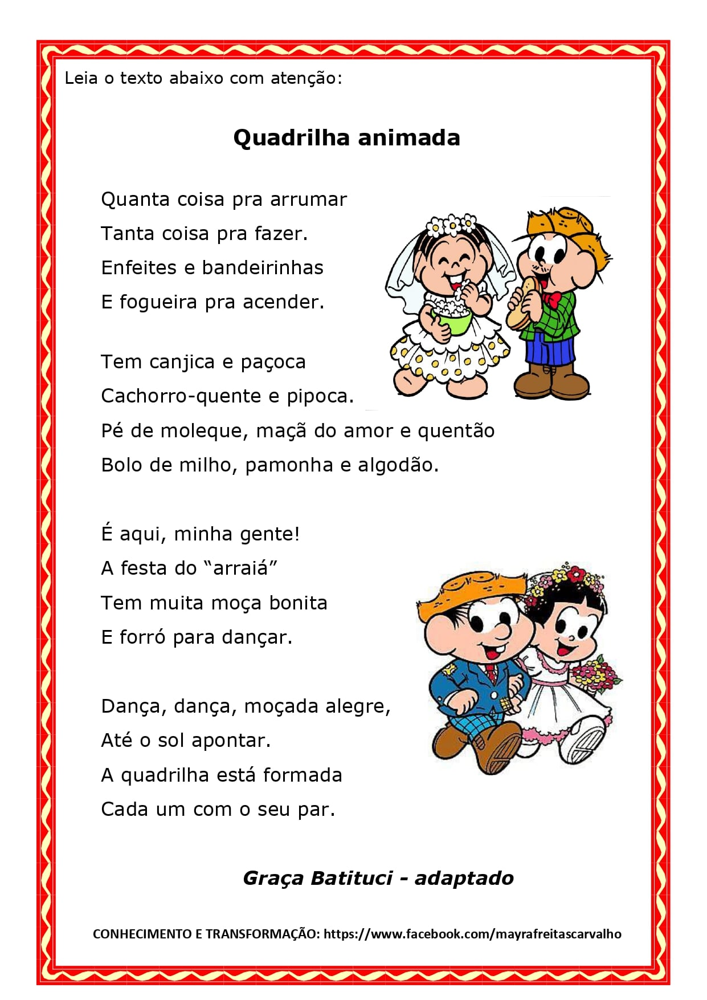 Leia o texto abaixo com atenção:
Quadrilha animada
Quanta coisa pra arrumar
Tanta coisa pra fazer.
Enfeites e bandeirinhas
E fogueira pra acender.
Tem canjica e paçoca
Cachorro-quente e pipoca.
Pé de moleque, maçã do amor e quentão
Bolo de milho, pamonha e algodão.
É aqui, minha gente!
A festa do “arraiá”
Tem muita moça bonita
E forró para dançar.
Dança, dança, moçada alegre,
Até o sol apontar.
A quadrilha está formada
Cada um com o seu par.
Graça Batituci - adaptado
CONHECIMENTO E TRANSFORMAÇÃO: https://www.facebook.com/mayrafreitascarvalho